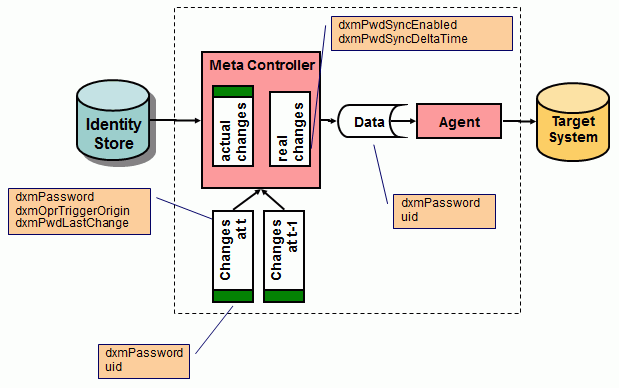 dxmPwdSyncEnabled
dxmPwdSyncDeltaTime
Meta Controller
actual
changes
real
changes
Identity
Store
Data
Agent
Target
System
dxmPassword
dxmOprTriggerOrigin
dxmPwdLastChange
dxmPassword
uid
Changes
at t
Changes
at t-1
dxmPassword
uid